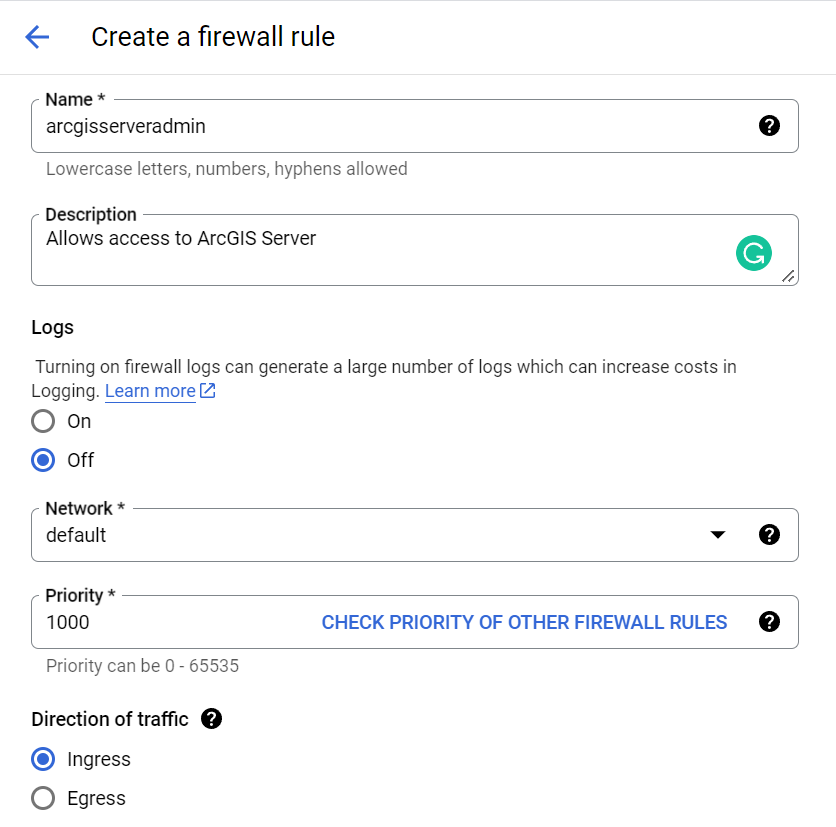 Create a firewall rule
Name *
arcgisserveradmin
Lowercase letters, numbers, hyphens allowed
Description
Allows access to ArcGIS Server
Logs
Turning on firewall logs can generate a large number of logs which can increase costs in
Logging. Learn more
On
Off
Network *
default
Priority *
1000 CHECK PRIORITY OF OTHER FIREWALL RULES
Priority can be 0 - 65535
Direction of traffic
Ingress
Egress